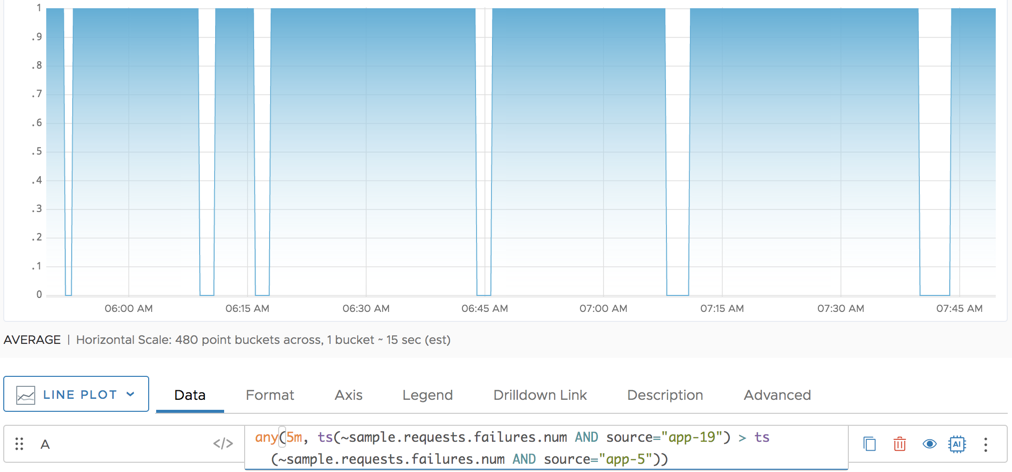 1
.9
.8
.7
.6
.5
.4
.3
.2
.1
0
06:00 AM 06:15 AM 06:30 AM 06:45 AM 07:00 AM 07:15 AM 07:30 AM 07:45 AM
AVERAGE | Horizontal Scale: 480 point buckets across, 1 bucket - 15 sec (est)
LINE PLOT Data Format Axis Legend Drilldown Link Description Advanced
A </> any(5m, ts(~sample.requests.failures.num AND source="app-19") > ts AI
(~sample.requests.failures.num AND source="app-5"))